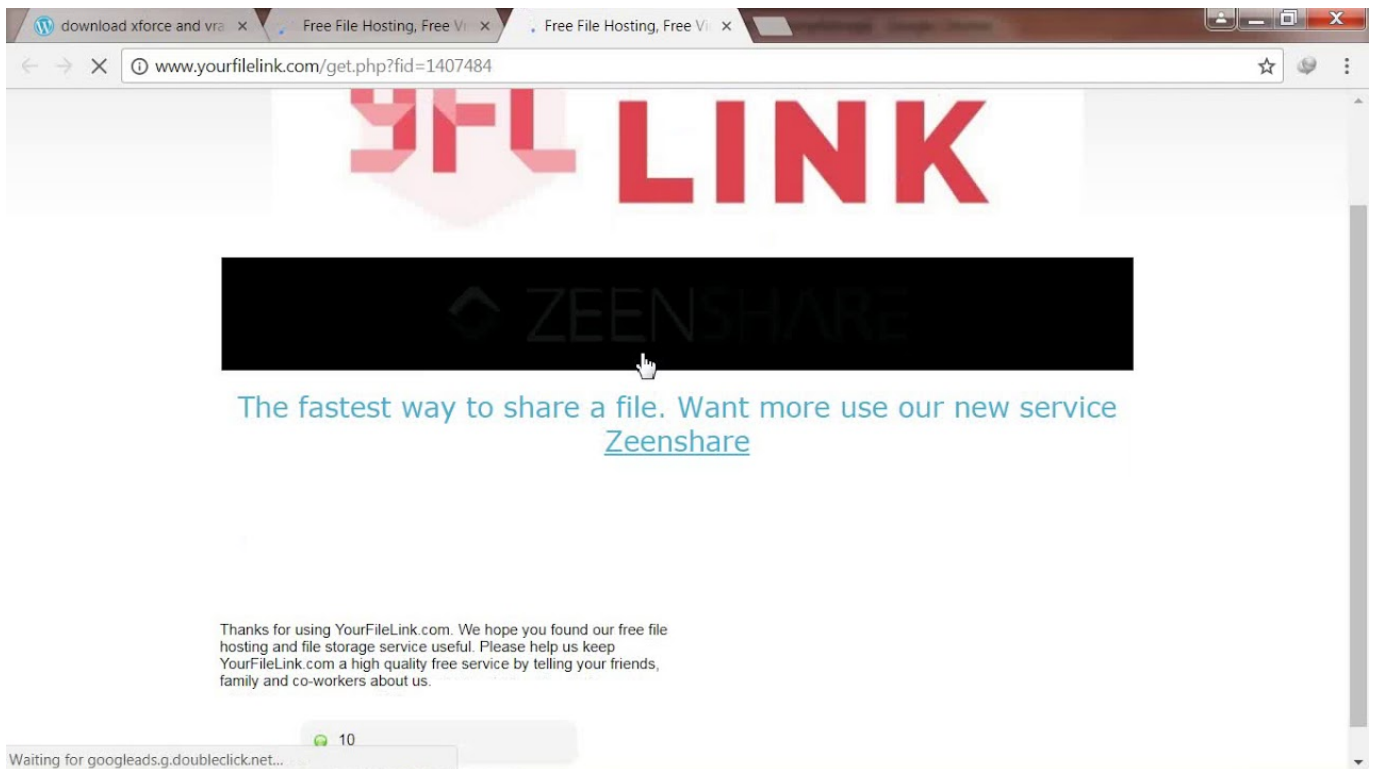 download xforce and vra
Free File Hosting, Free Vi
Free File Hosting, Free Vi
www.yourfilelink.com/get.php?fid=1407484
YFL LINK
ZEENSHARE
The fastest way to share a file. Want more use our new service
Zeenshare
Thanks for using YourFileLink.com. We hope you found our free file
hosting and file storage service useful. Please help us keep
YourFileLink.com a high quality free service by telling your friends,
family and co-workers about us.
10
Waiting for googleads.g.doubleclick.net...